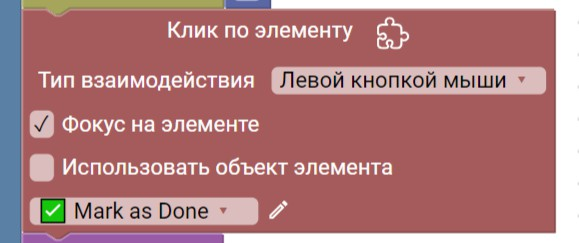 Клик по элементу
Тип взаимодействия Левой кнопкой мыши
Фокус на элементе
Использовать объект элемента
Mark as Done